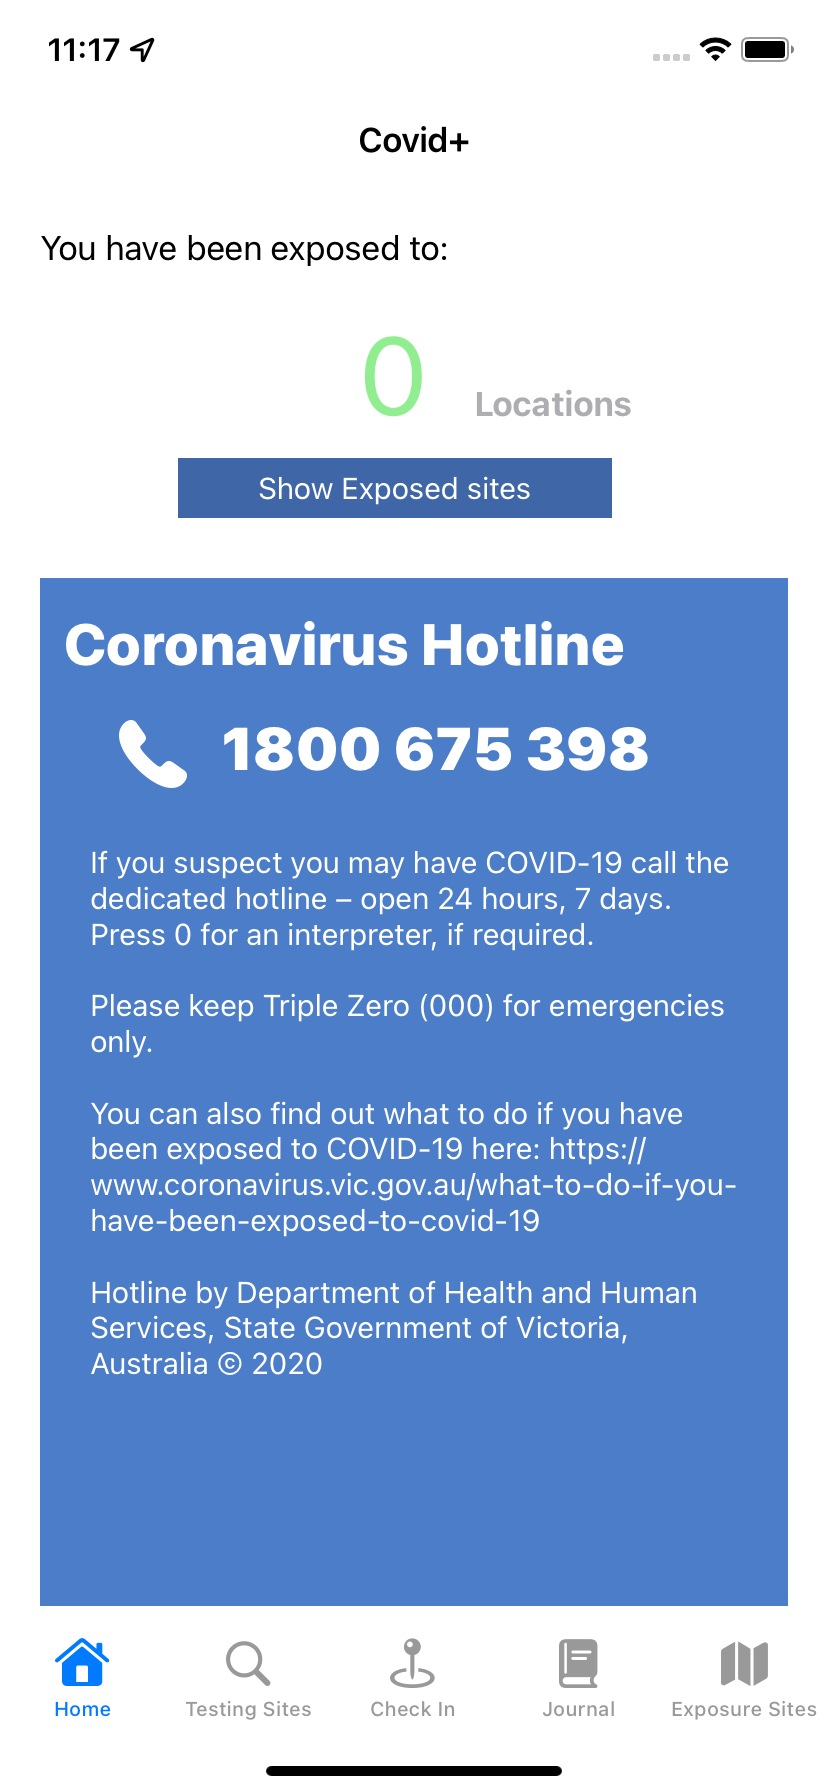 11:17
Covid+
You have been exposed to:
0 Locations
Show Exposed sites
Coronavirus Hotline
1800 675 398
If you suspect you may have COVID-19 call the
dedicated hotline – open 24 hours, 7 days.
Press 0 for an interpreter, if required.
Please keep Triple Zero (000) for emergencies
only.
You can also find out what to do if you have
been exposed to COVID-19 here: https://
www.coronavirus.vic.gov.au/what-to-do-if-you-
have-been-exposed-to-covid-19
Hotline by Department of Health and Human
Services, State Government of Victoria,
Australia © 2020
Home Testing Sites Check In Journal Exposure Sites